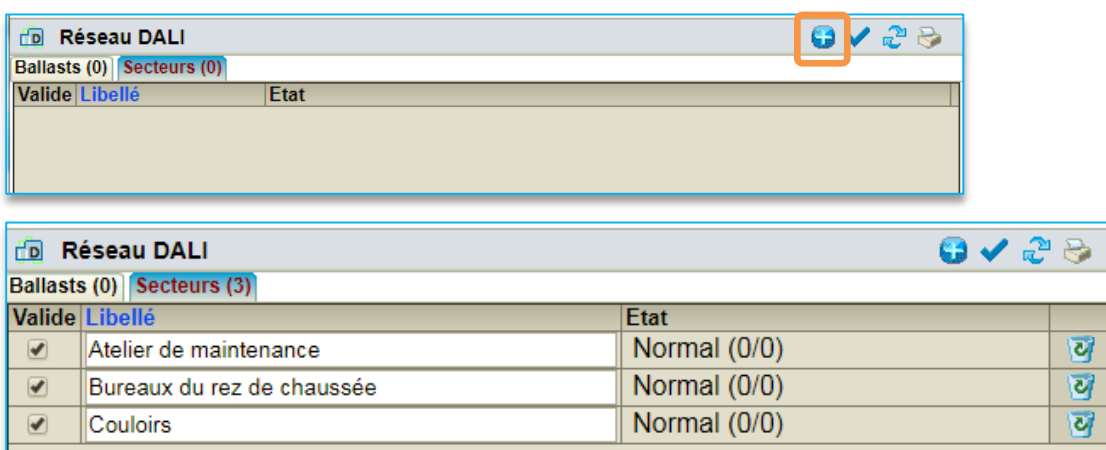 Réseau DALI
Ballasts (0) Secteurs (0)
Valide Libellé Etat
Réseau DALI
Ballasts (0) Secteurs (3)
Valide Libellé Etat
Atelier de maintenance Normal (0/0)
Bureaux du rez de chaussée Normal (0/0)
Couloirs Normal (0/0)